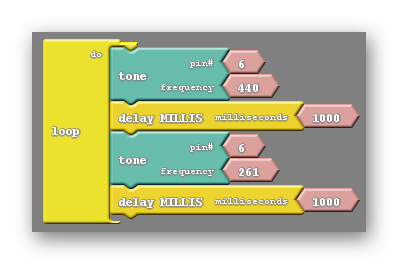 do
pin# 6
tone
frequency 440
delay MILLIS milliseconds 1000
loop
pin# 6
tone
frequency 261
delay MILLIS milliseconds 1000